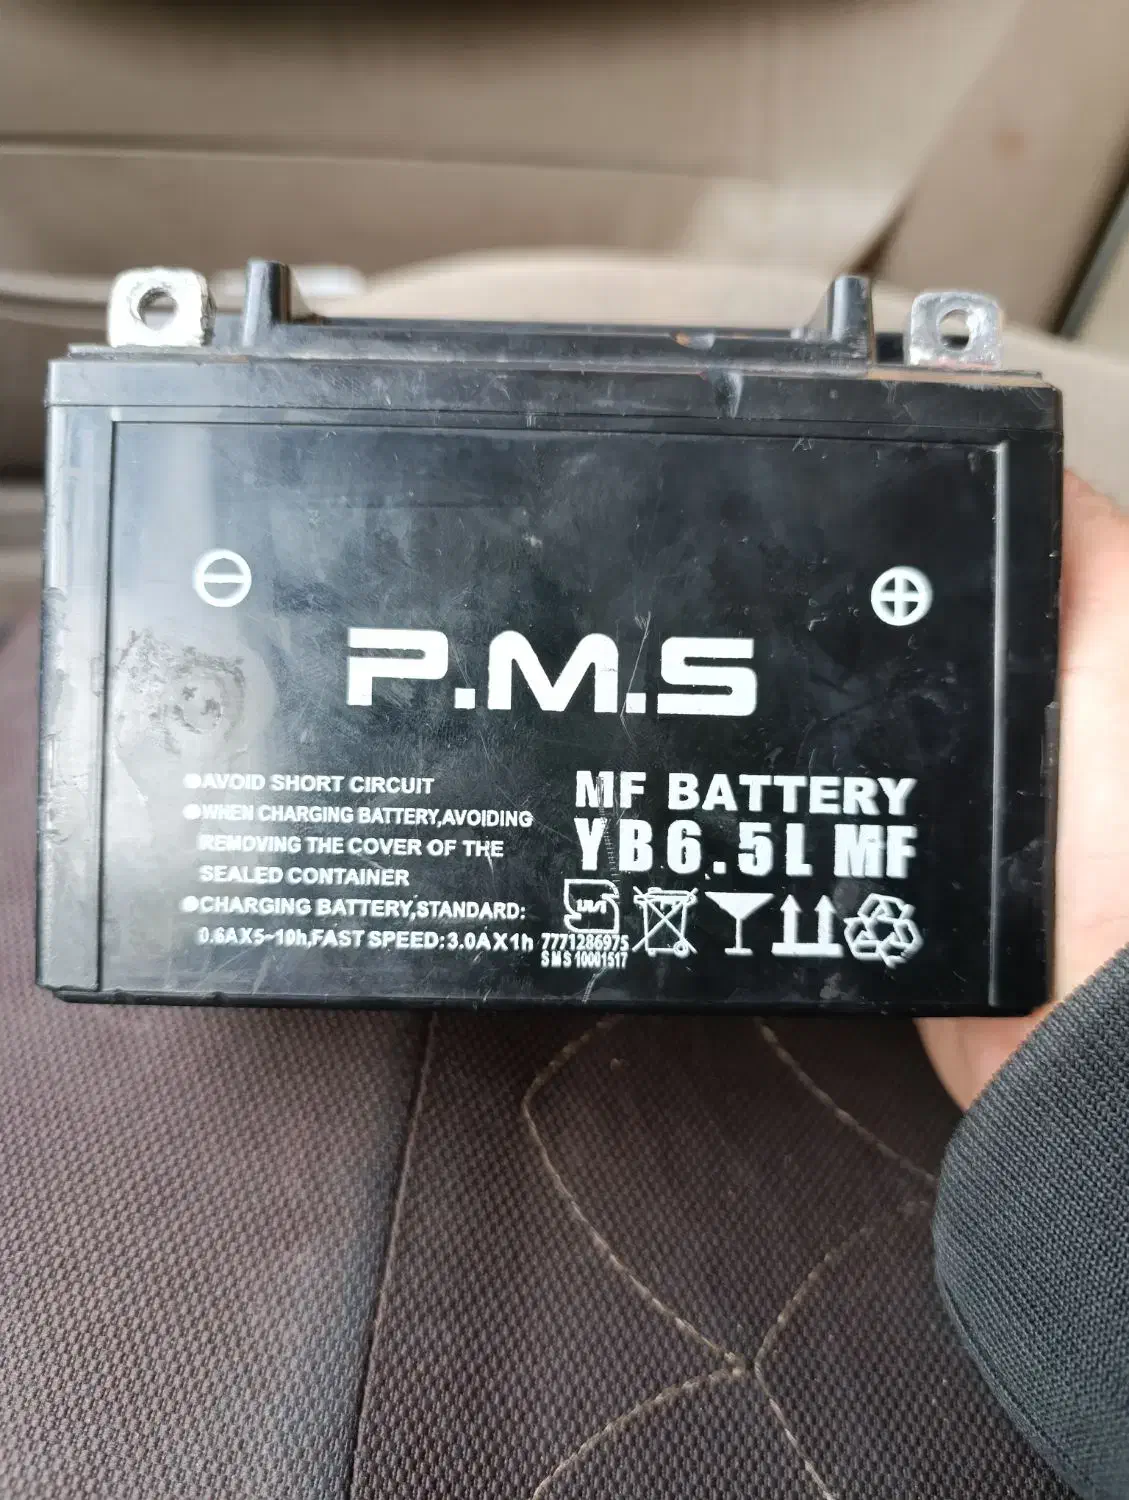 P.M.S
AVOID SHORT CIRCUIT
WHEN CHARGING BATTERY,AVOIDING
REMOVING THE COVER OF THE
SEALED CONTAINER
CHARGING BATTERY,STANDARD:
0.6AX5~10h,FAST SPEED:3.0AX1h
MF BATTERY
YB6.5L MF
7771286975
SMS 10001517